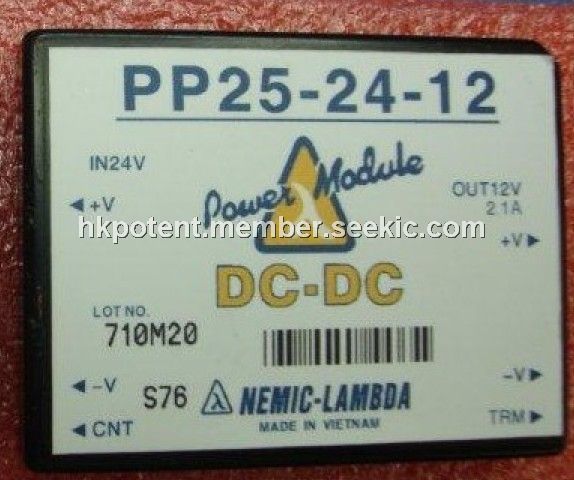 PP25-24-12
IN24V
Power Module
+V
OUT12V
2.1A
hkpotent.member.seekic.com
+V
DC-DC
LOT NO.
710M20
-V
-V
S76 λ NEMIC-LAMBDA
CNT
MADE IN VIETNAM
TRM